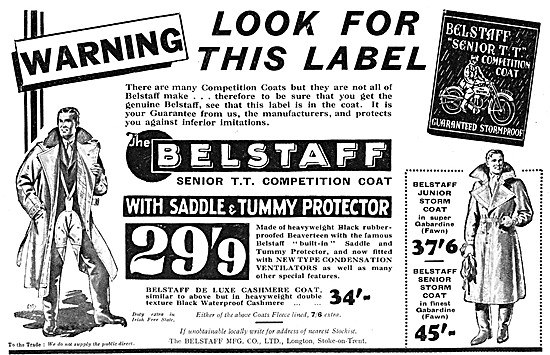 WARNING
LOOK FOR
THIS LABEL
BELSTAFF
"SENIOR T.T."
COMPETITION
COAT
GUARANTEED STORMPROOF
There are many Competition Coats but they are not all of
Belstaff make . . . therefore to be sure that you get the
genuine Belstaff, see that this label is in the coat. It is
your Guarantee from us, the manufacturers, and protects
you against inferior imitations.
The
BELSTAFF
SENIOR T.T. COMPETITION COAT
WITH SADDLE & TUMMY PROTECTOR
29'9
Made of heavyweight Black rubber-
proofed Beaverteen with the famous
Belstaff "built-in" Saddle and
Tummy Protector, and now fitted
with NEW TYPE CONDENSATION
VENTILATORS as well as many
other special features.
BELSTAFF DE LUXE CASHMERE COAT,
similar to above but in heavyweight double
texture Black Waterproof Cashmere ... ...
34'-
Duty extra in
Irish Free State,
Either of the above Coats Fleece lined, 7/6 extra.
If unobtainable locally write for address of nearest Stockist.
To the Trade : We do not supply the public direct.
The BELSTAFF MFG. CO., LTD., Longton, Stoke-on-Trent.
BELSTAFF
JUNIOR
STORM
COAT
in super
Gabardine
(Fawn)
37'6
BELSTAFF
SENIOR
STORM
COAT
in finest
Gabardine
(Fawn)
45'-